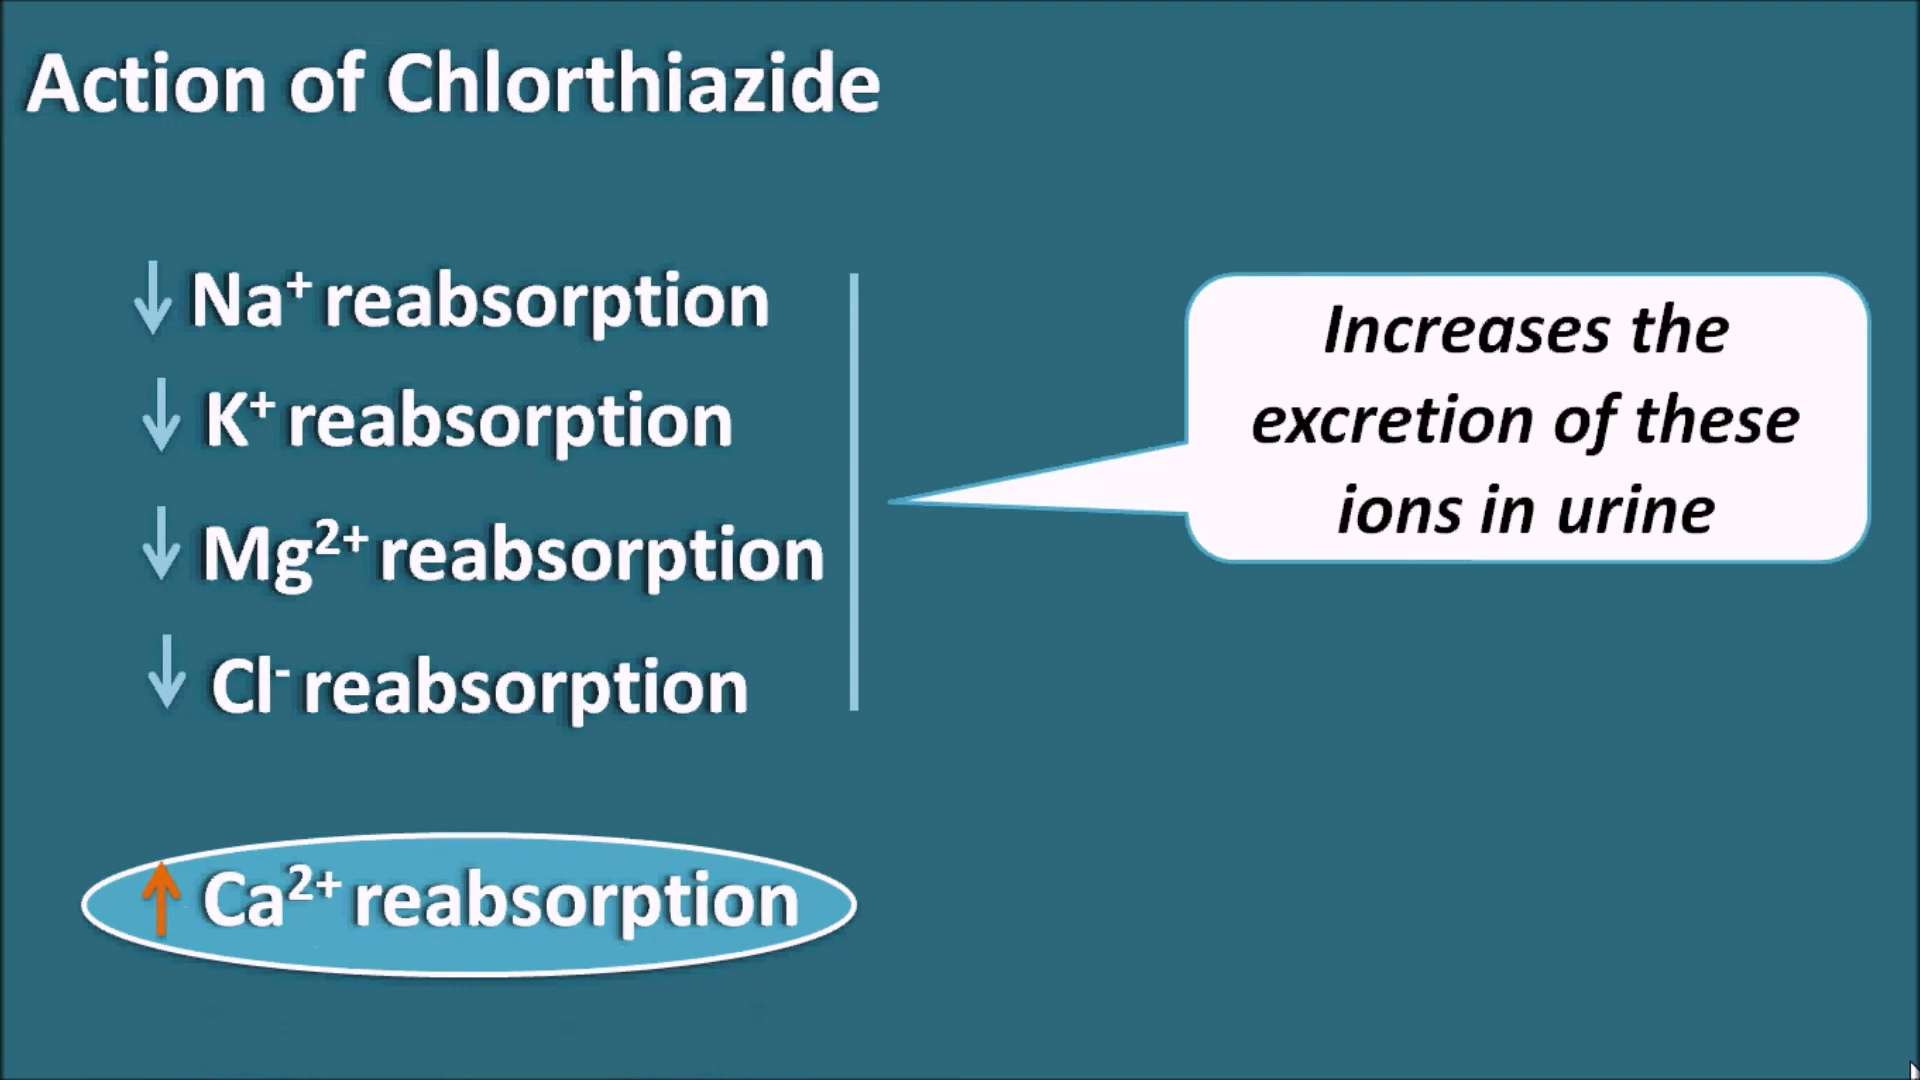 Action of Chlorthiazide
↓ Na⁺ reabsorption
↓ K⁺ reabsorption
↓ Mg²⁺ reabsorption
↓ Cl⁻ reabsorption
Increases the
excretion of these
ions in urine
↑ Ca²⁺ reabsorption